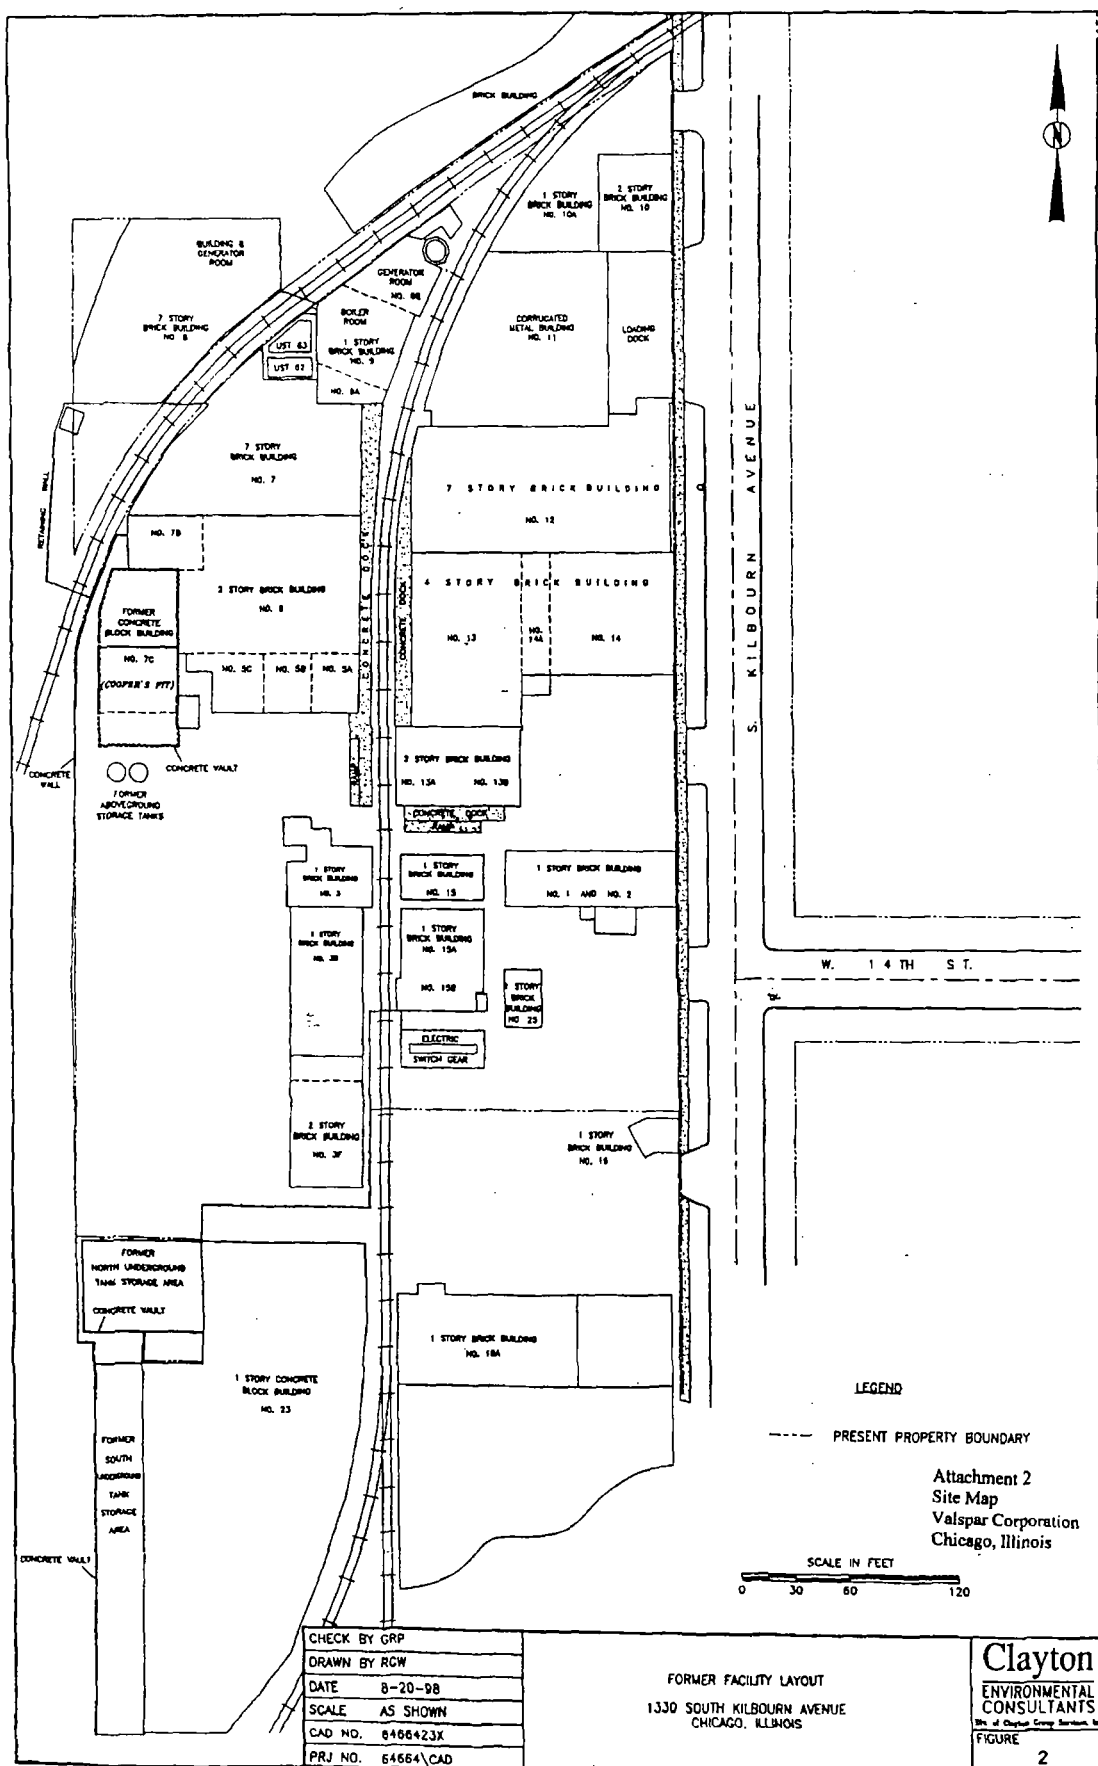 BRICK BUILDING
N
1 STORY
BRICK BUILDING
NO. 10A
2 STORY
BRICK BUILDING
NO. 10
BUILDING &
GENERATOR
ROOM
GENERATOR
ROOM
7 STORY
BRICK BUILDING
BOILER
ROOM
1 STORY
BRICK BUILDING
NO. 9
UST 63
UST 62
NO. 9A
CORRUGATED
METAL BUILDING
NO. 11
LOADING
DOCK
7 STORY
BRICK BUILDING
NO. 7
RETAINING WALL
7 STORY BRICK BUILDING
NO. 12
S. KILBOURN AVENUE
NO. 7B
2 STORY BRICK BUILDING
CONCRETE DOCK
CONCRETE DOCK
STORY BRICK BUILDING
NO. 13
NO.
14A
NO. 14
FORMER
CONCRETE
BLOCK BUILDING
NO. 7C
(COOPER'S PIT)
NO. 5C
NO. 5B
NO. 5A
CONCRETE
WALL
CONCRETE VAULT
FORMER
ABOVEGROUND
STORAGE TANKS
RAMP
2 STORY BRICK BUILDING
NO. 13A
NO. 13B
CONCRETE DOCK
RAMP
1 STORY
BRICK BUILDING
NO. 3
1 STORY
BRICK BUILDING
NO. 15
1 STORY BRICK BUILDING
NO. 1 AND NO. 2
1 STORY
BRICK BUILDING
NO. 3B
1 STORY
BRICK BUILDING
NO. 15A
NO. 15B
STORY
BRICK
BUILDING
NO 25
W. 14TH ST.
ELECTRIC
SWITCH GEAR
2 STORY
BRICK BUILDING
NO. 3F
1 STORY
BRICK BUILDING
NO. 16
FORMER
NORTH UNDERGROUND
TANK STORAGE AREA
CONCRETE VAULT
1 STORY BRICK BUILDING
NO. 18A
1 STORY CONCRETE
BLOCK BUILDING
NO. 23
FORMER
SOUTH
UNDERGROUND
TANK
STORAGE
AREA
CONCRETE VAULT
LEGEND
PRESENT PROPERTY BOUNDARY
Attachment 2
Site Map
Valspar Corporation
Chicago, Illinois
SCALE IN FEET
0 30 60 120
CHECK BY GRP
DRAWN BY RGW
DATE 8-20-98
SCALE AS SHOWN
CAD NO. 6466423X
PRJ NO. 64664\CAD
FORMER FACILITY LAYOUT
1330 SOUTH KILBOURN AVENUE
CHICAGO, ILLINOIS
Clayton
ENVIRONMENTAL
CONSULTANTS
FIGURE
2